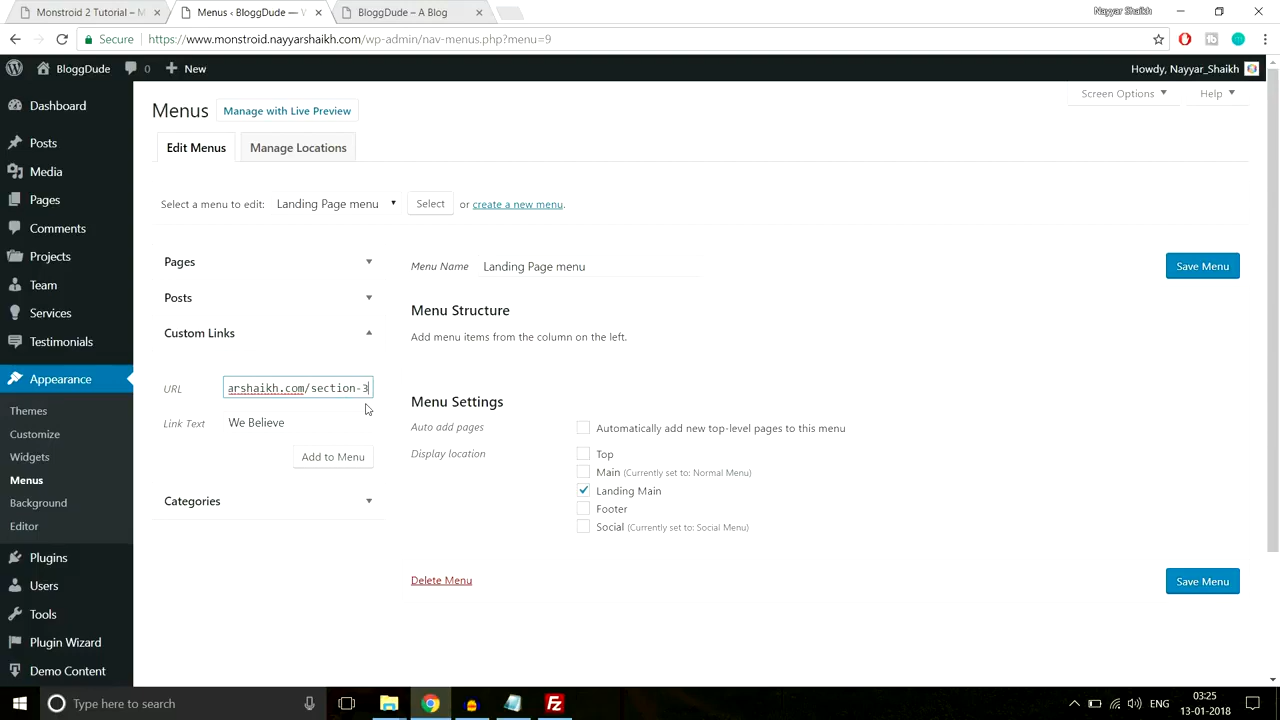 Monstroid 2 Tutorial – M
Menus ‹ BloggDude — V
BloggDude – A Blog
Nayyar Shaikh
Secure
https://www.monstroid.nayyarshaikh.com/wp-admin/nav-menus.php?menu=9
BloggDude
0
New
Howdy, Nayyar_Shaikh
Dashboard
Posts
Media
Pages
Comments
Projects
Team
Services
Testimonials
Appearance
Themes
Customize
Widgets
Menus
Background
Editor
Plugins
Users
Tools
Plugin Wizard
Demo Content
Screen Options
Help
Menus
Manage with Live Preview
Edit Menus
Manage Locations
Select a menu to edit: Landing Page menu Select or create a new menu.
Pages
Posts
Custom Links
URL arshaikh.com/section-3
Link Text We Believe
Add to Menu
Categories
Menu Name Landing Page menu
Save Menu
Menu Structure
Add menu items from the column on the left.
Menu Settings
Auto add pages
Automatically add new top-level pages to this menu
Display location
Top
Main (Currently set to: Normal Menu)
Landing Main
Footer
Social (Currently set to: Social Menu)
Delete Menu
Save Menu
Type here to search
ENG
03:25
13-01-2018